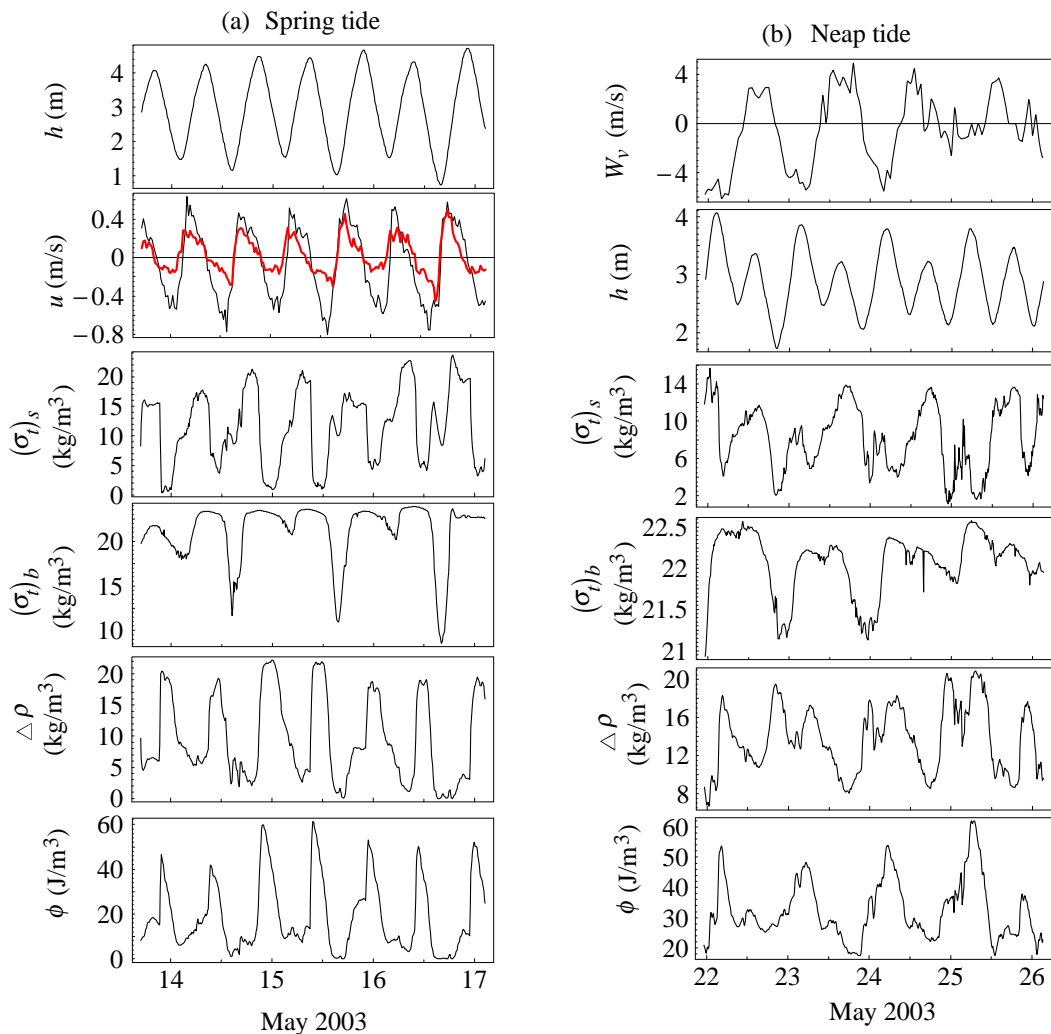 (a) Spring tide
h (m)
4
3
2
1
u (m/s)
0.4
0
−0.4
−0.8
(σt)s
(kg/m³)
20
15
10
5
0
(σt)b
(kg/m³)
20
15
10
△ρ
(kg/m³)
20
15
10
5
0
ϕ (J/m³)
60
40
20
0
14
15
16
17
May 2003
(b) Neap tide
Wv (m/s)
4
0
−4
h (m)
4
3
2
(σt)s
(kg/m³)
14
10
6
2
(σt)b
(kg/m³)
22.5
22
21.5
21
△ρ
(kg/m³)
20
16
12
8
ϕ (J/m³)
60
50
40
30
20
22
23
24
25
26
May 2003